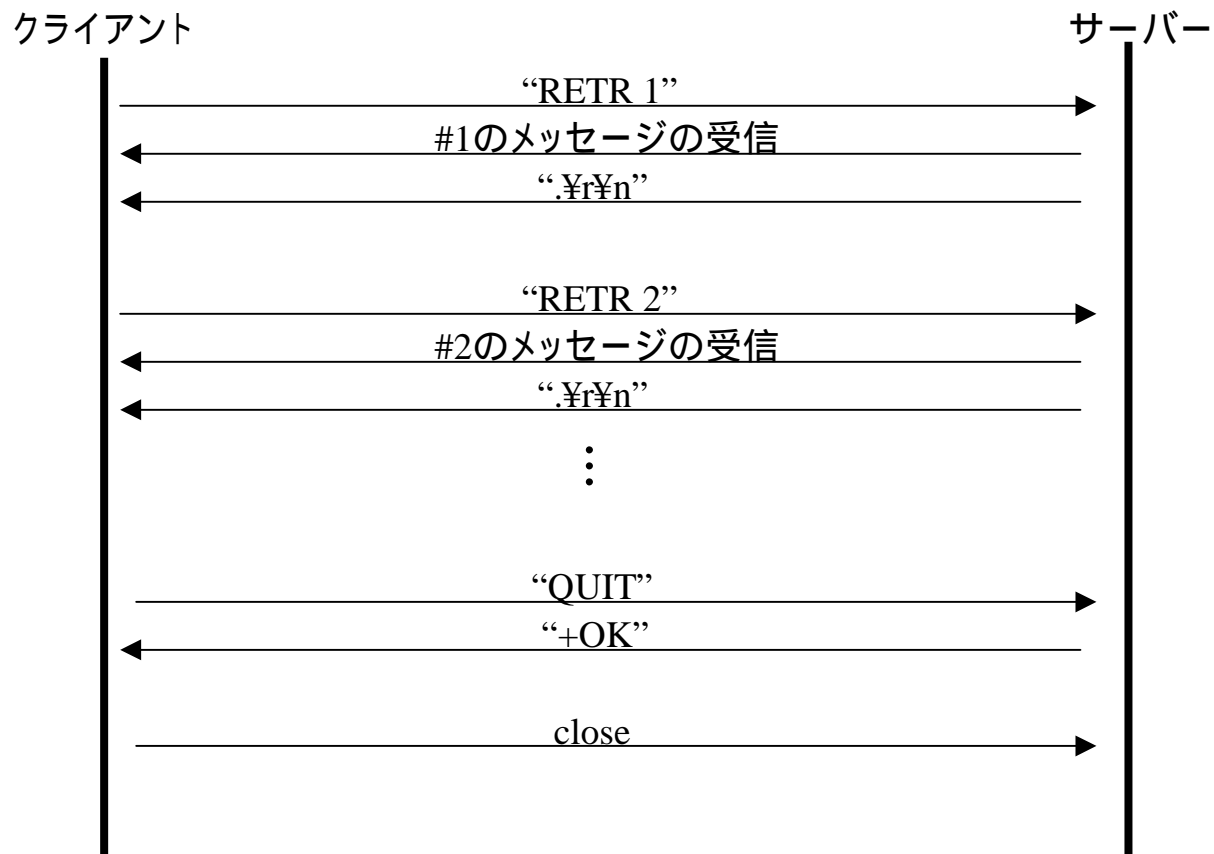 クライアント サーバー
“RETR 1”
#1のメッセージの受信
“.¥r¥n”
“RETR 2”
#2のメッセージの受信
“.¥r¥n”
⋮
“QUIT”
“+OK”
close